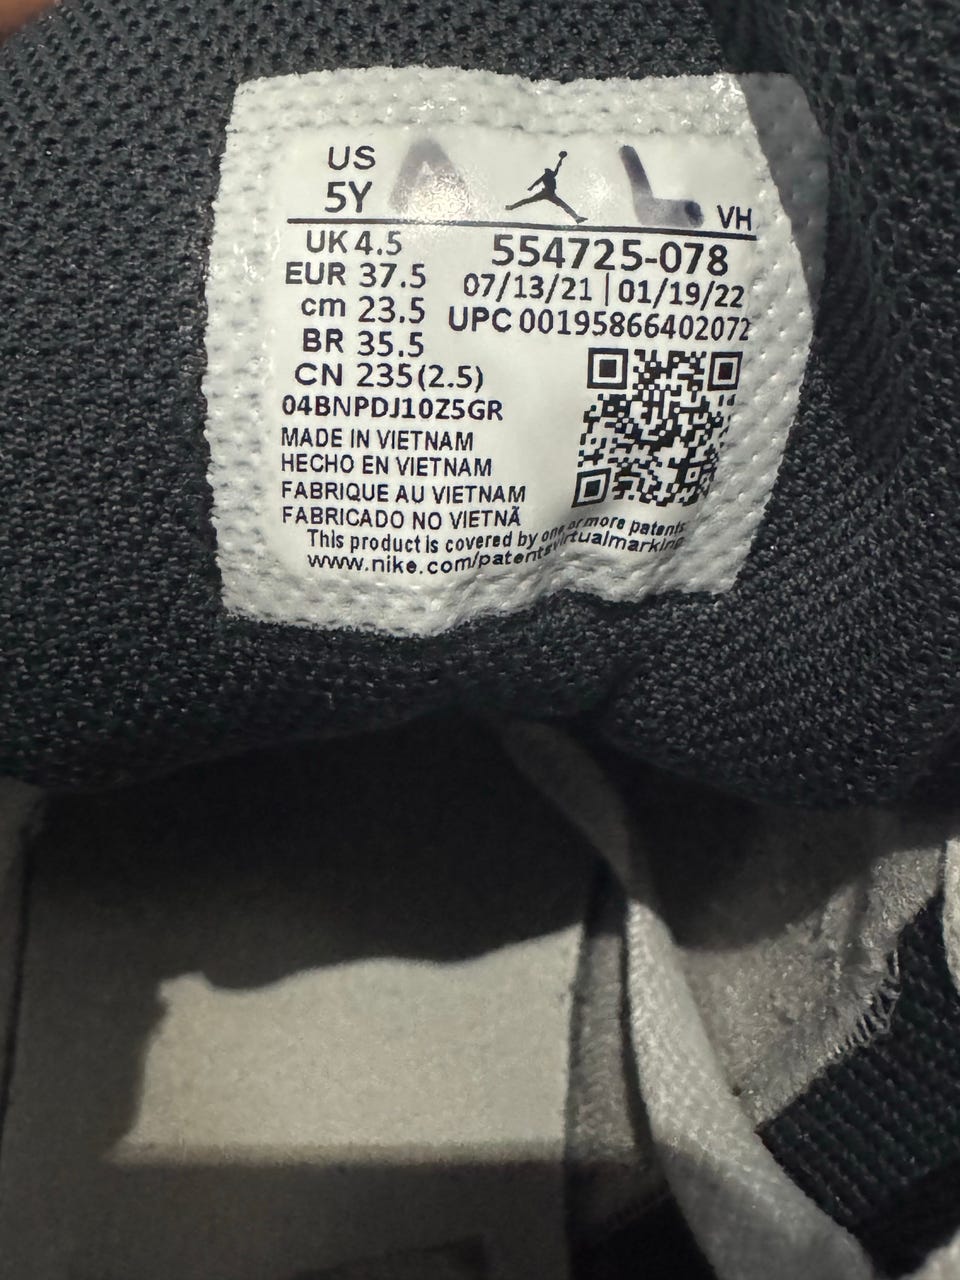 US
5Y
A L
VH
UK 4.5
EUR 37.5
cm 23.5
BR 35.5
CN 235(2.5)
554725-078
07/13/21 | 01/19/22
UPC 00195866402072
04BNPDJ10Z5GR
MADE IN VIETNAM
HECHO EN VIETNAM
FABRIQUE AU VIETNAM
FABRICADO NO VIETNÃ
This product is covered by one or more patents
www.nike.com/patentsvirtualmarking